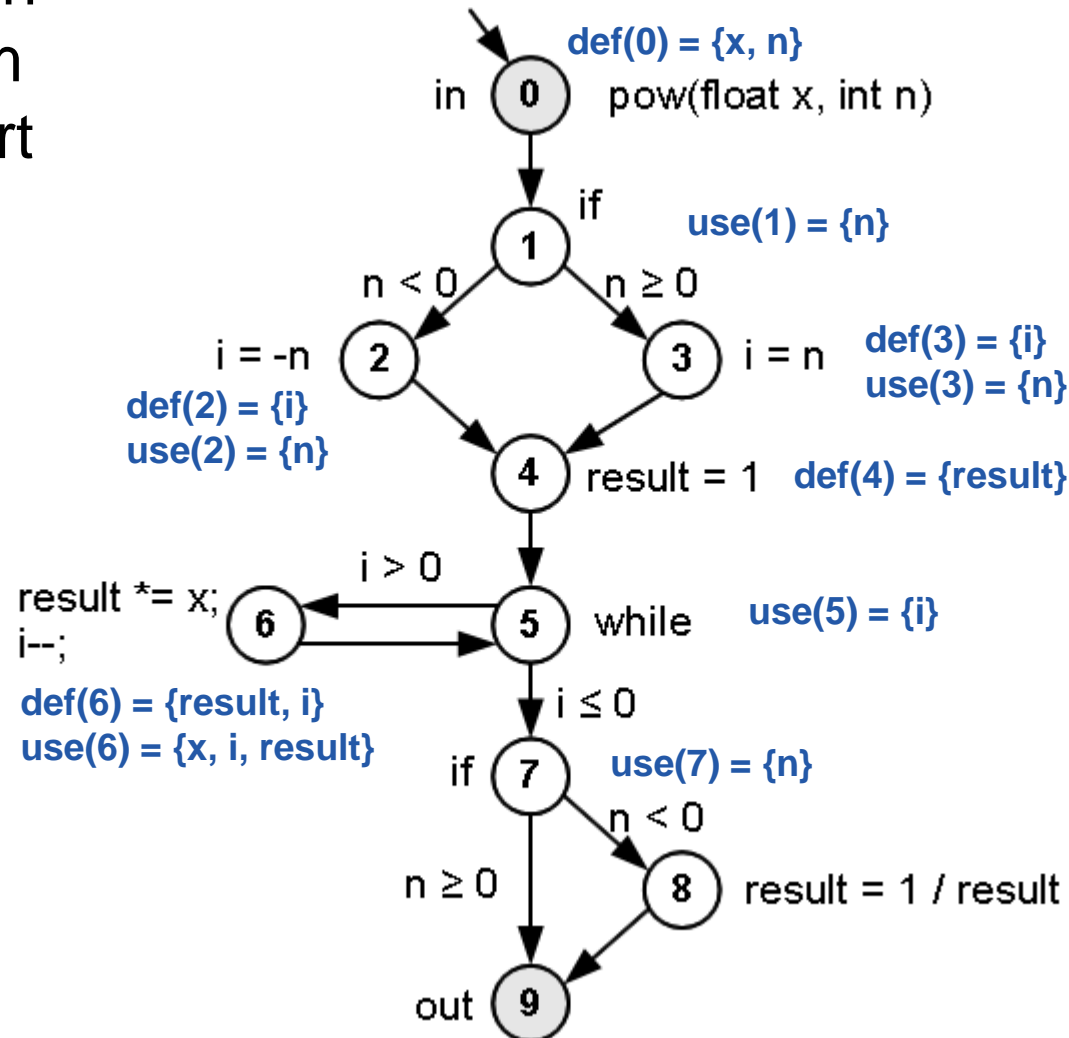 def(0) = {x, n}
in
0
pow(float x, int n)
if
1
use(1) = {n}
n < 0
n ≥ 0
i = -n
2
3
i = n
def(3) = {i}
use(3) = {n}
def(2) = {i}
use(2) = {n}
4
result = 1
def(4) = {result}
i > 0
result *= x;
i--;
6
5
while
use(5) = {i}
def(6) = {result, i}
use(6) = {x, i, result}
i ≤ 0
if
7
use(7) = {n}
n < 0
n ≥ 0
8
result = 1 / result
out
9